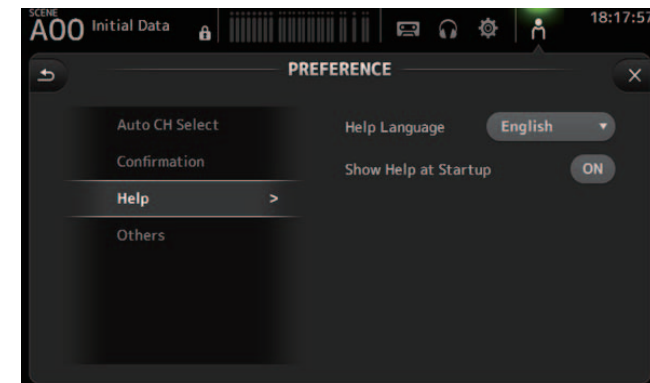 SCENE
A00 Initial Data
18:17:57
PREFERENCE
Auto CH Select
Confirmation
Help >
Others
Help Language English
Show Help at Startup ON